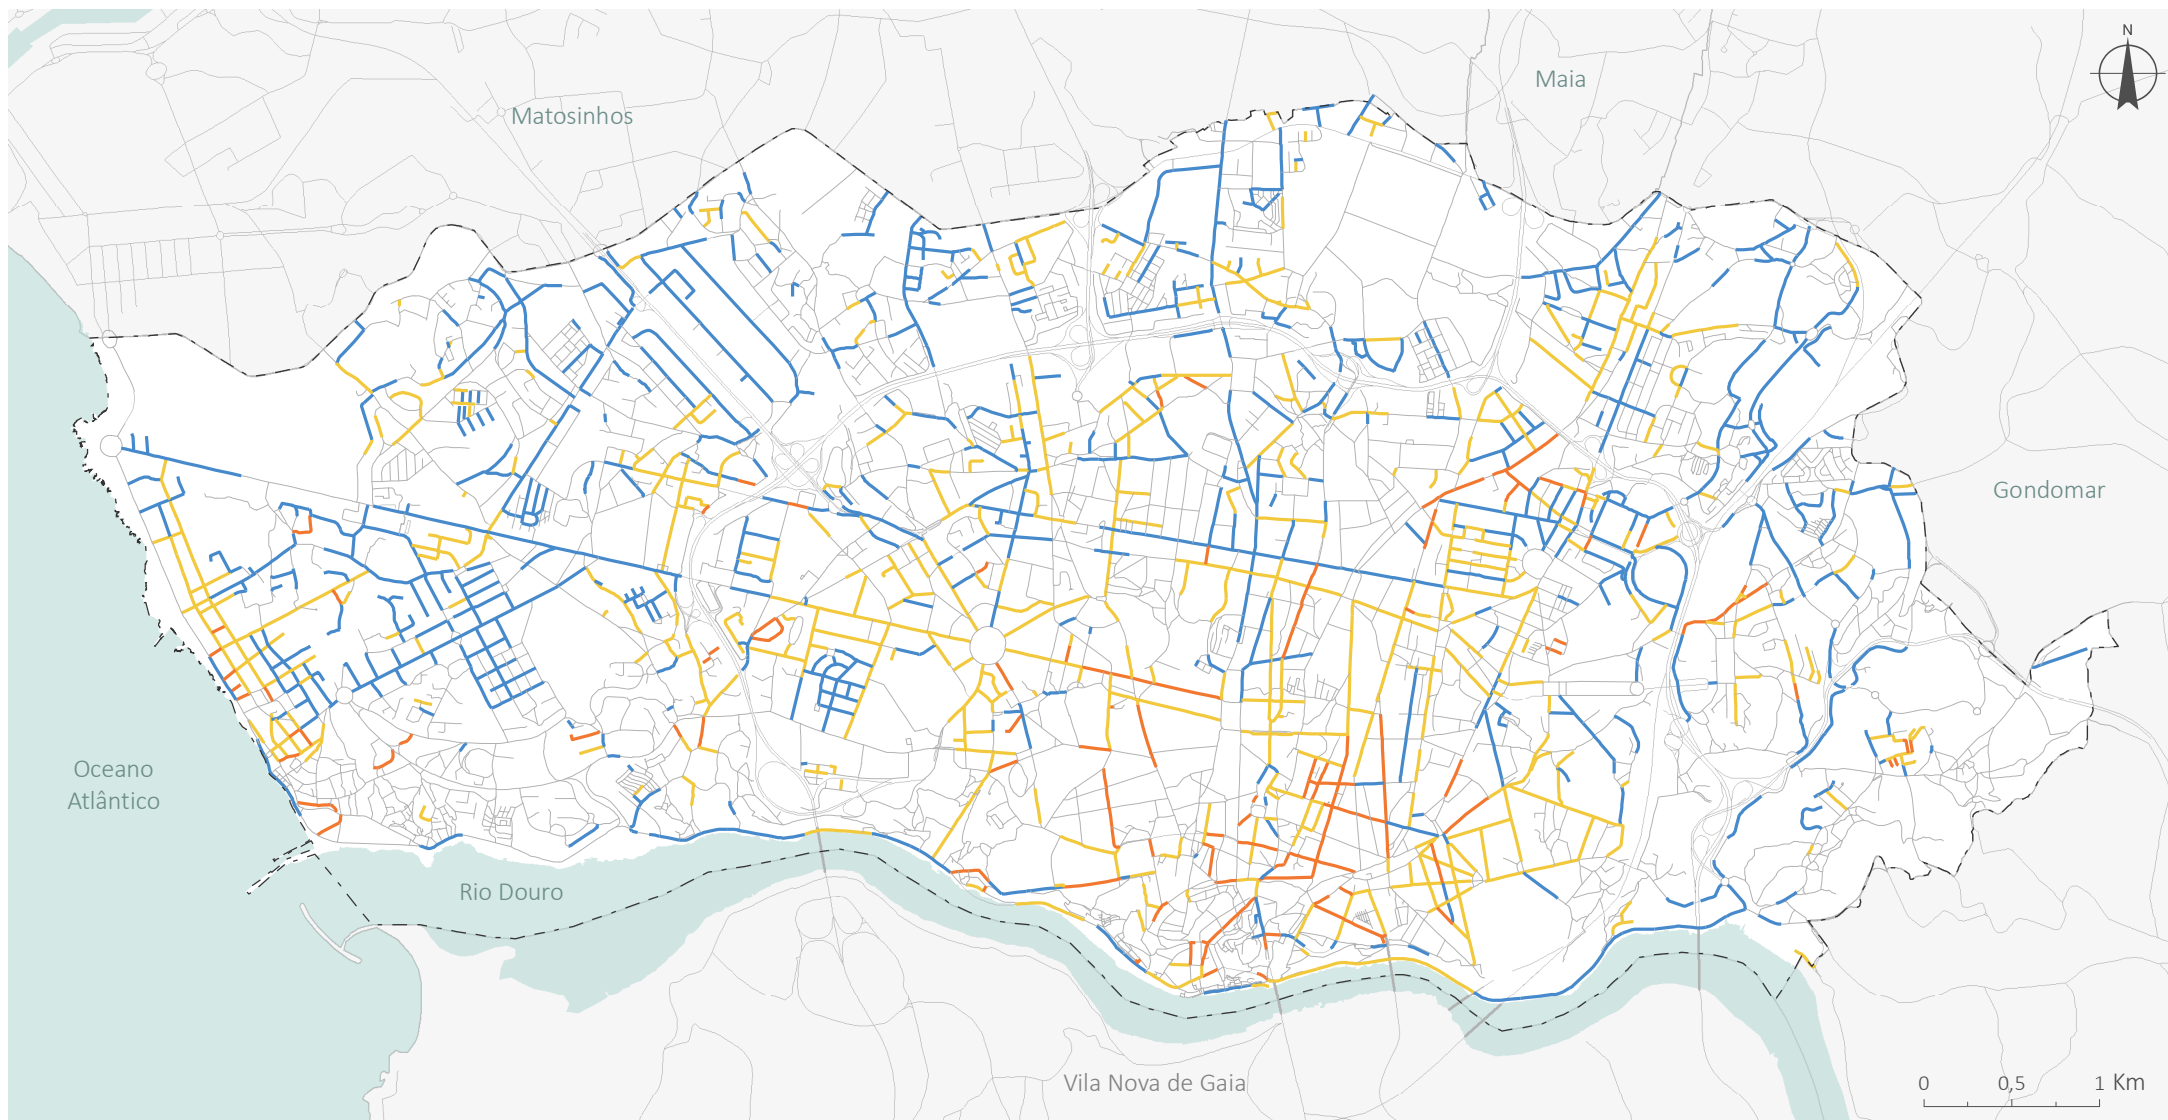 N
Maia
Matosinhos
Gondomar
Oceano
Atlântico
Rio Douro
Vila Nova de Gaia
0 0,5 1 Km